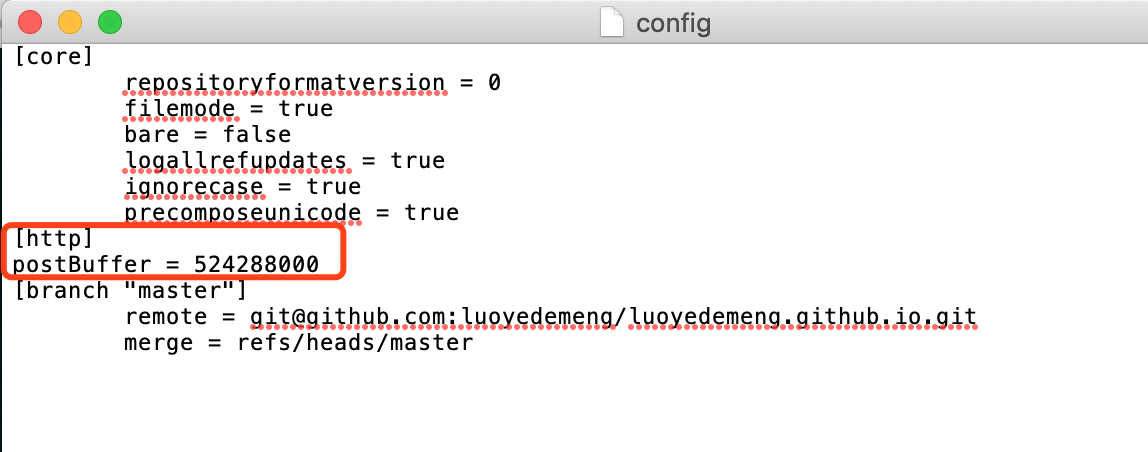 config
[core]
repositoryformatversion = 0
filemode = true
bare = false
logallrefupdates = true
ignorecase = true
precomposeunicode = true
[http]
postBuffer = 524288000
[branch "master"]
remote = git@github.com:luoyedemeng/luoyedemeng.github.io.git
merge = refs/heads/master